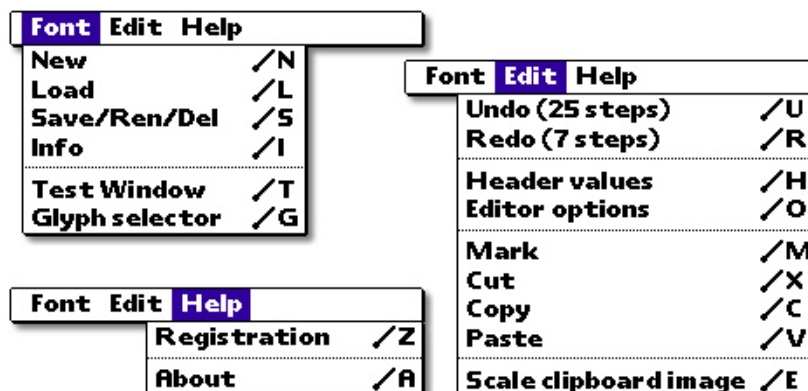 Font Edit Help
New /N
Load /L
Save/Ren/Del /S
Info /I
Test Window /T
Glyph selector /G
Font Edit Help
Undo (25 steps) /U
Redo (7 steps) /R
Header values /H
Editor options /O
Mark /M
Cut /X
Copy /C
Paste /V
Scale clipboard image /E
Font Edit Help
Registration /Z
About /A